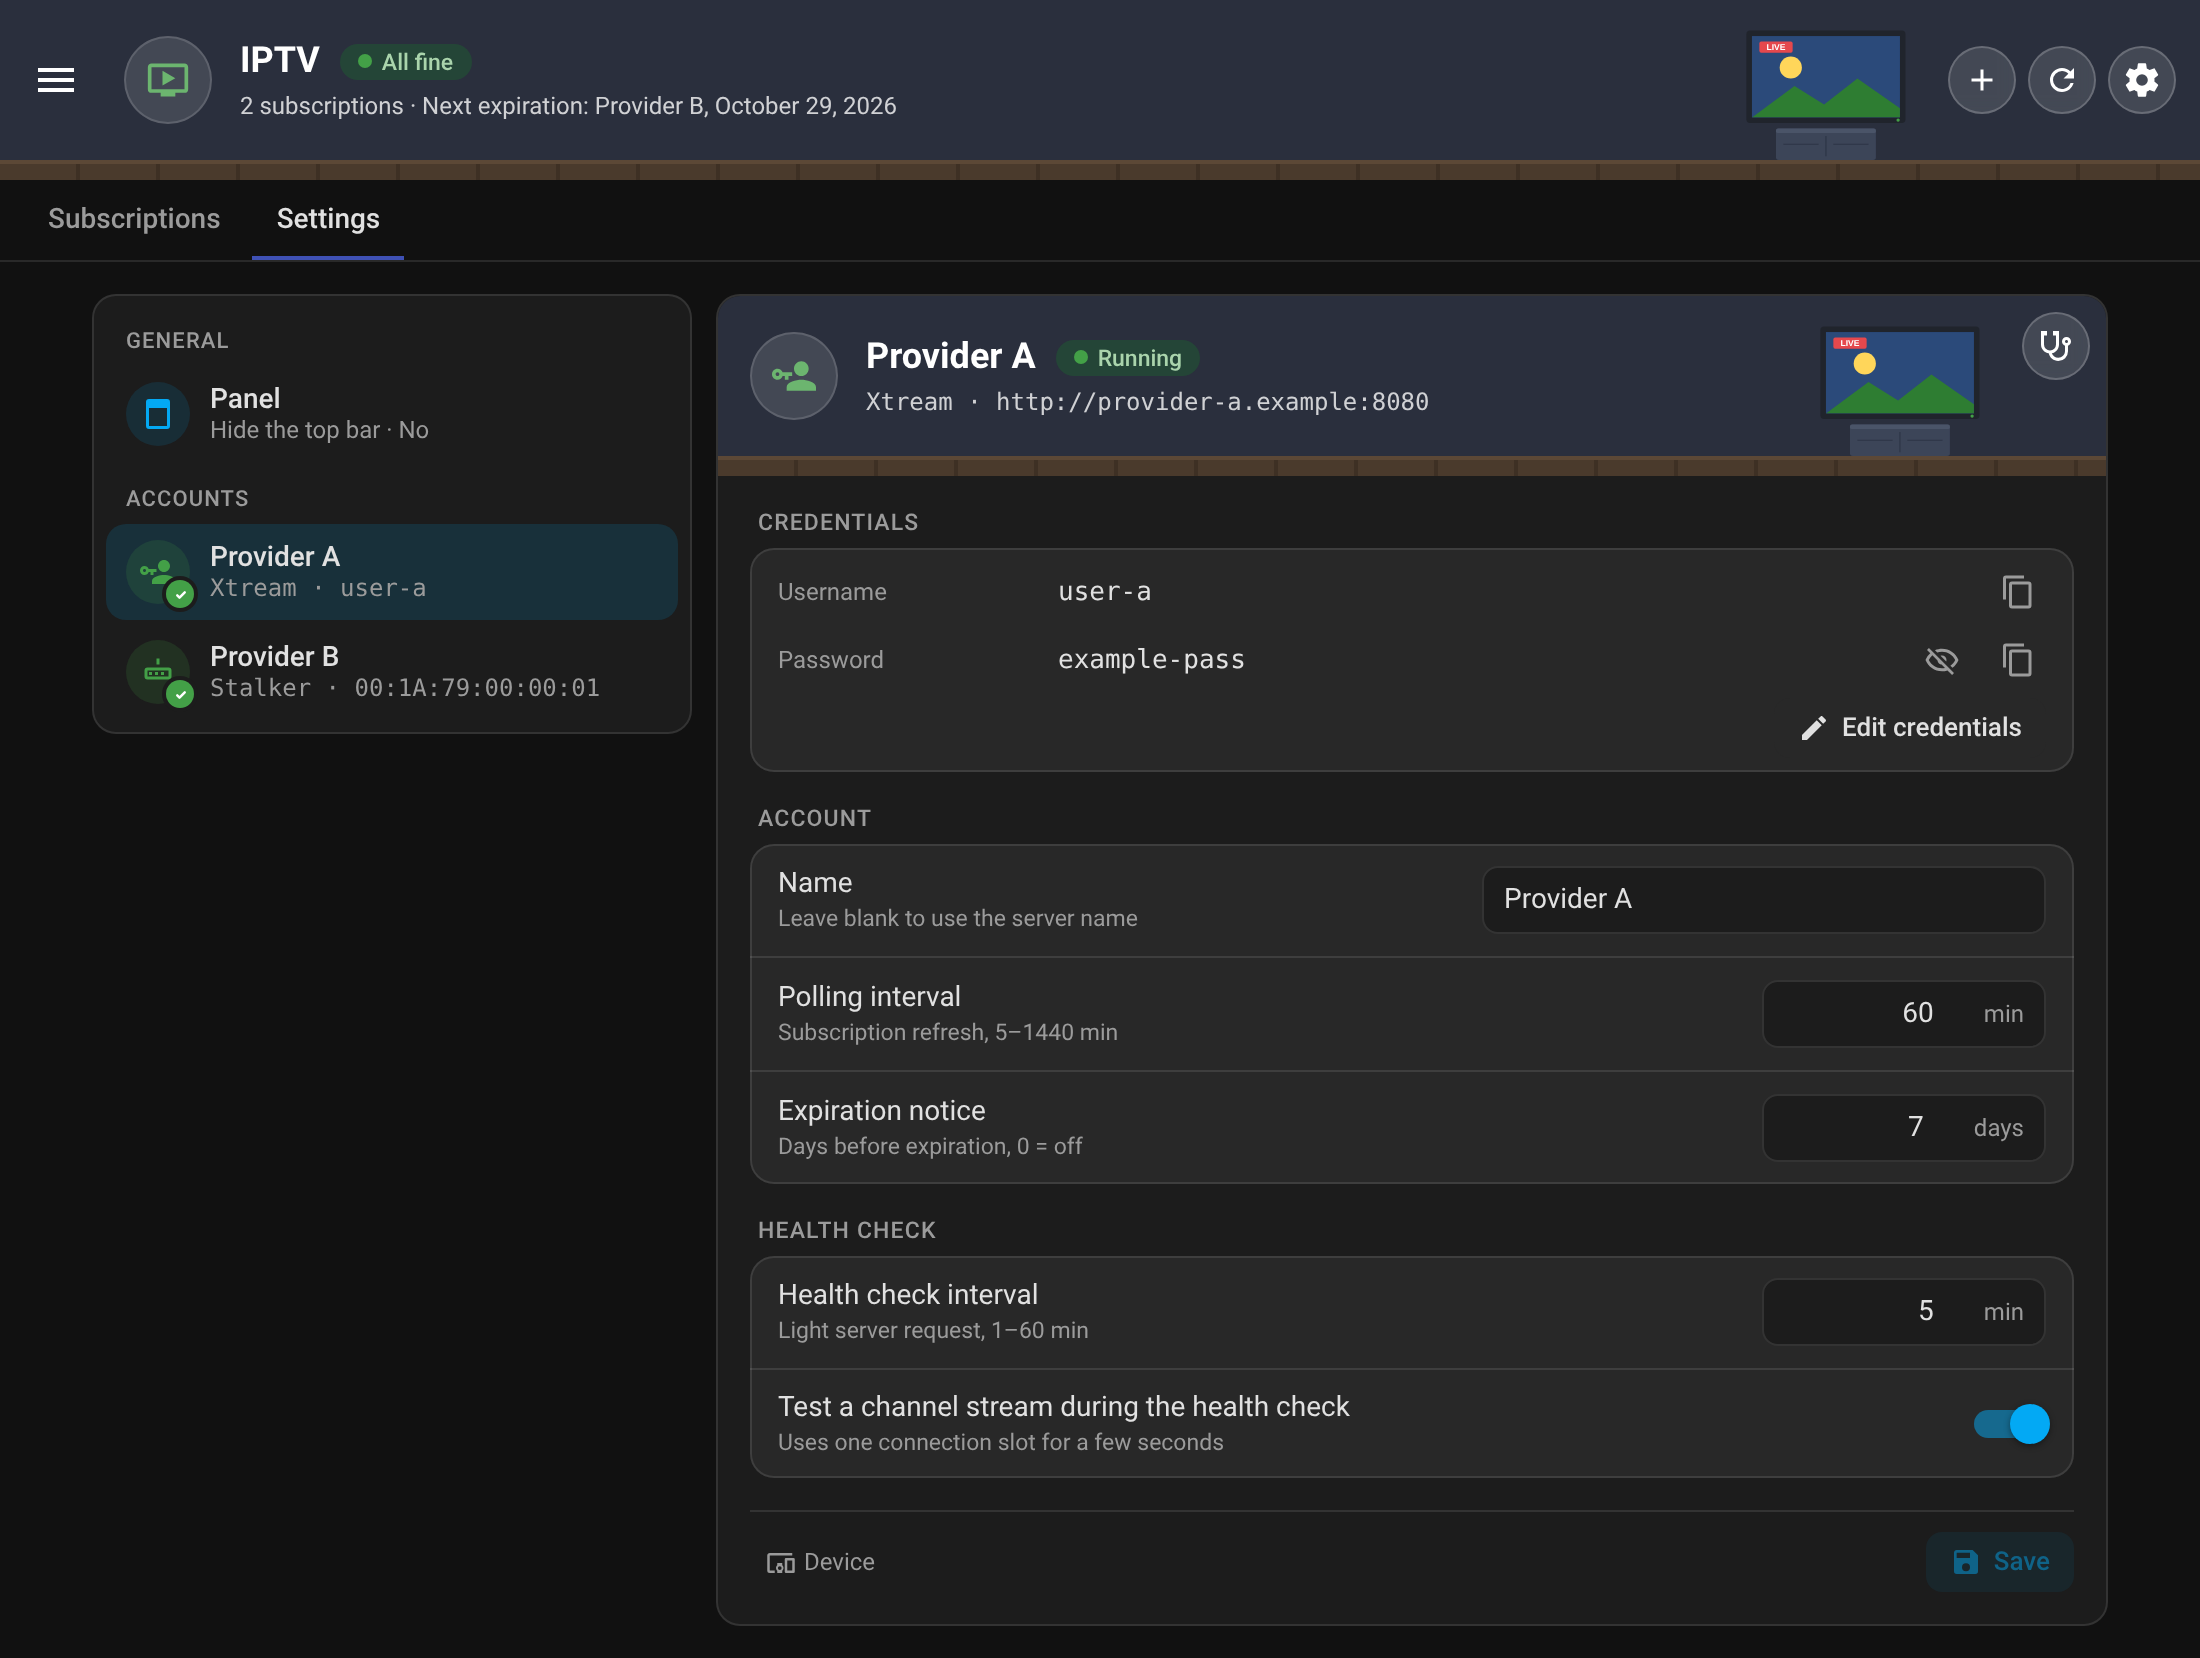 IPTV
All fine
2 subscriptions · Next expiration: Provider B, October 29, 2026
LIVE
Subscriptions
Settings
GENERAL
Panel
Hide the top bar · No
ACCOUNTS
Provider A
Xtream · user-a
Provider B
Stalker · 00:1A:79:00:00:01
Provider A
Running
Xtream · http://provider-a.example:8080
LIVE
CREDENTIALS
Username
user-a
Password
example-pass
Edit credentials
ACCOUNT
Name
Leave blank to use the server name
Provider A
Polling interval
Subscription refresh, 5–1440 min
60 min
Expiration notice
Days before expiration, 0 = off
7 days
HEALTH CHECK
Health check interval
Light server request, 1–60 min
5 min
Test a channel stream during the health check
Uses one connection slot for a few seconds
Device
Save